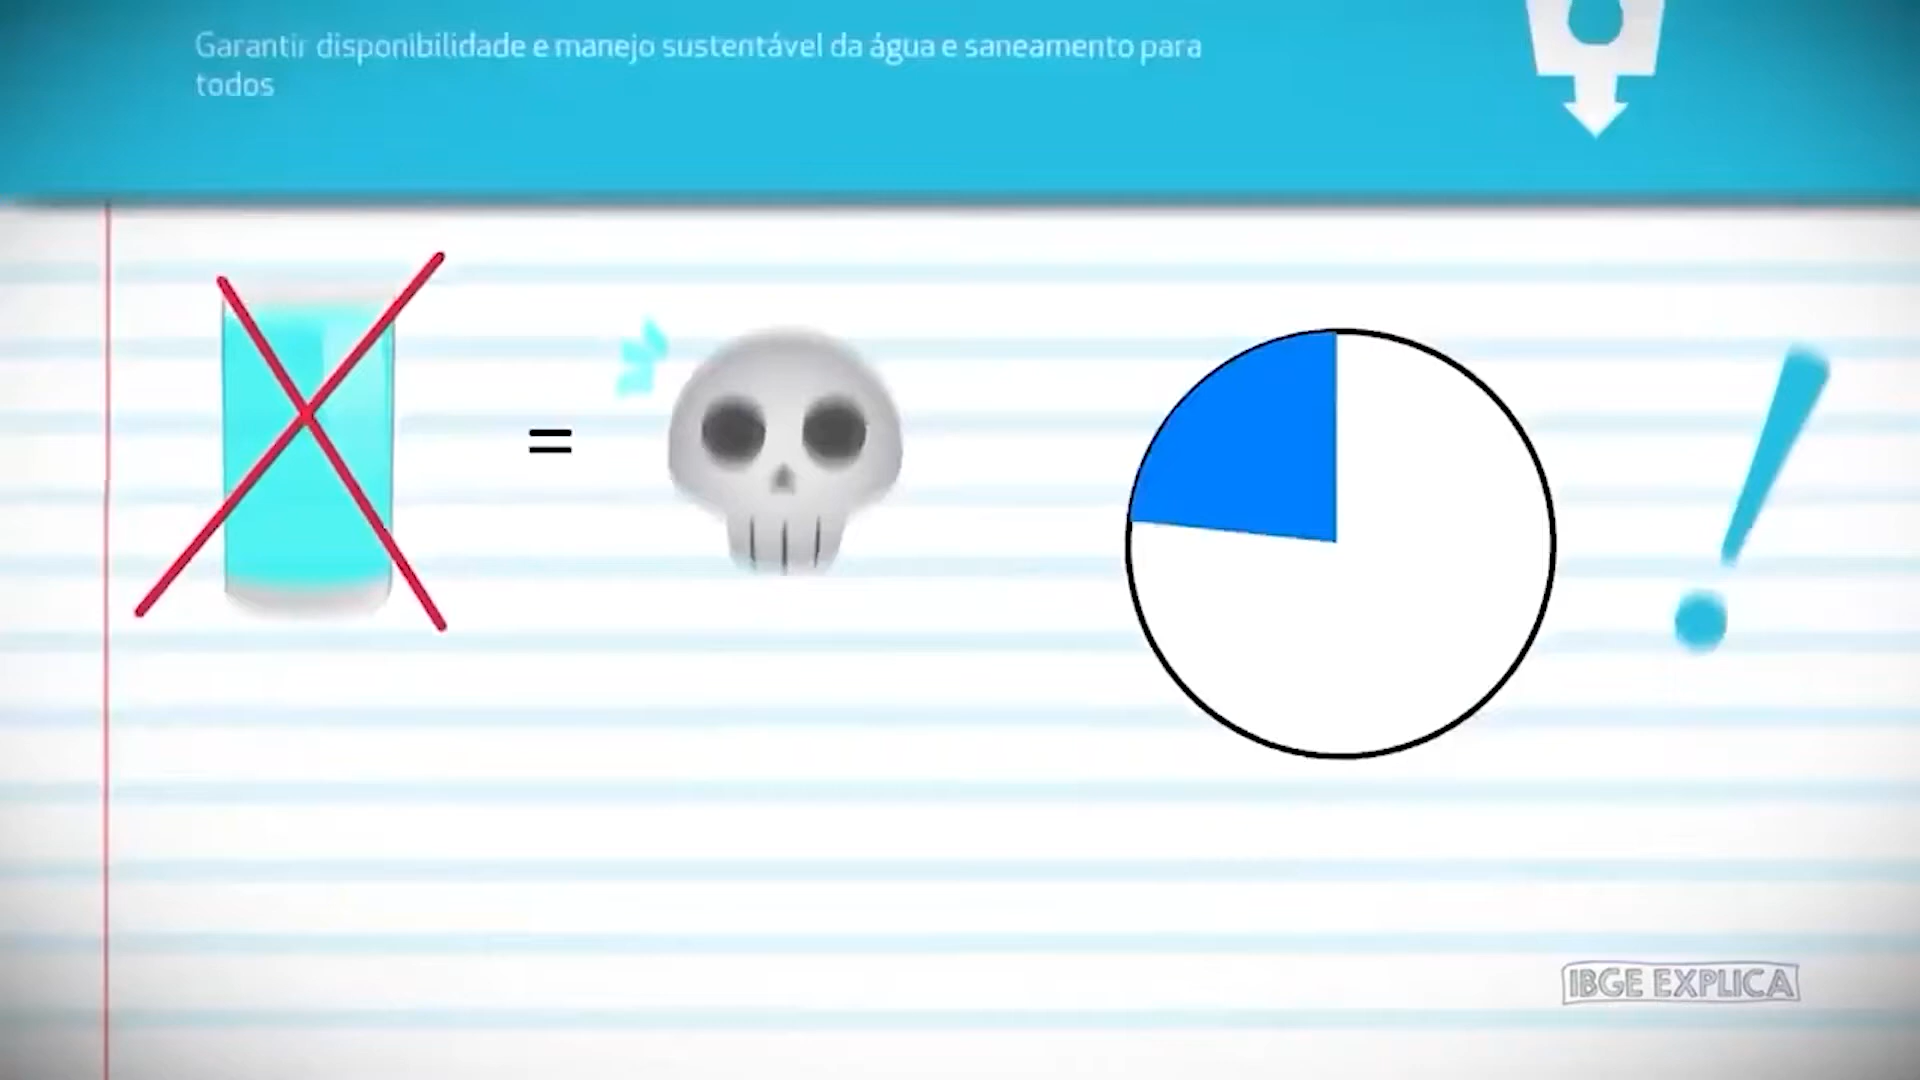 Garantir disponibilidade e manejo sustentável da água e saneamento para
todos
=
!
IBGE EXPLICA